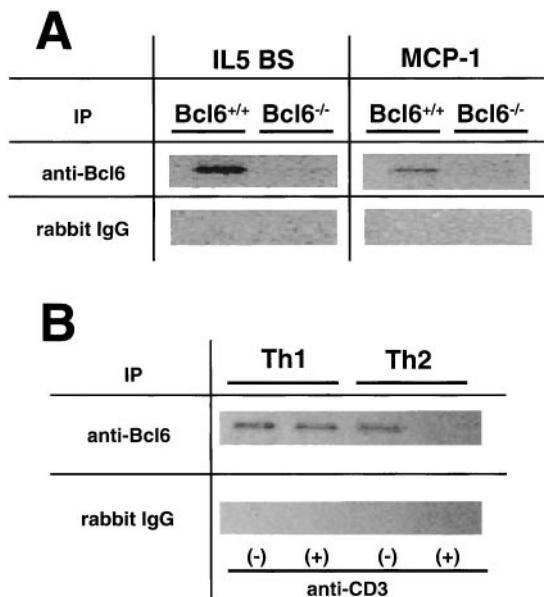 A
IL5 BS MCP-1
IP Bcl6+/+ Bcl6-/- Bcl6+/+ Bcl6-/-
anti-Bcl6
rabbit IgG
B
IP Th1 Th2
anti-Bcl6
rabbit IgG
(-) (+) (-) (+)
anti-CD3